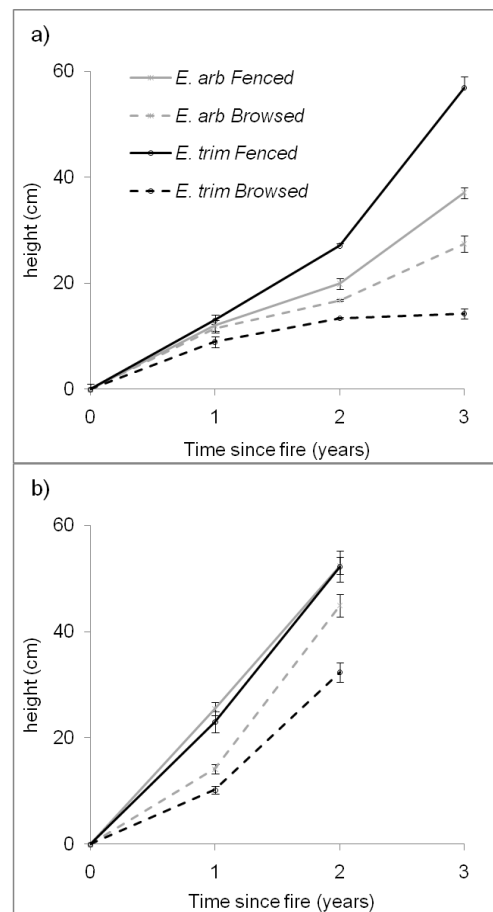 a)
60
E. arb Fenced
E. arb Browsed
E. trim Fenced
E. trim Browsed
40
height (cm)
20
0
0 1 2 3
Time since fire (years)
b)
60
40
height (cm)
20
0
0 1 2 3
Time since fire (years)